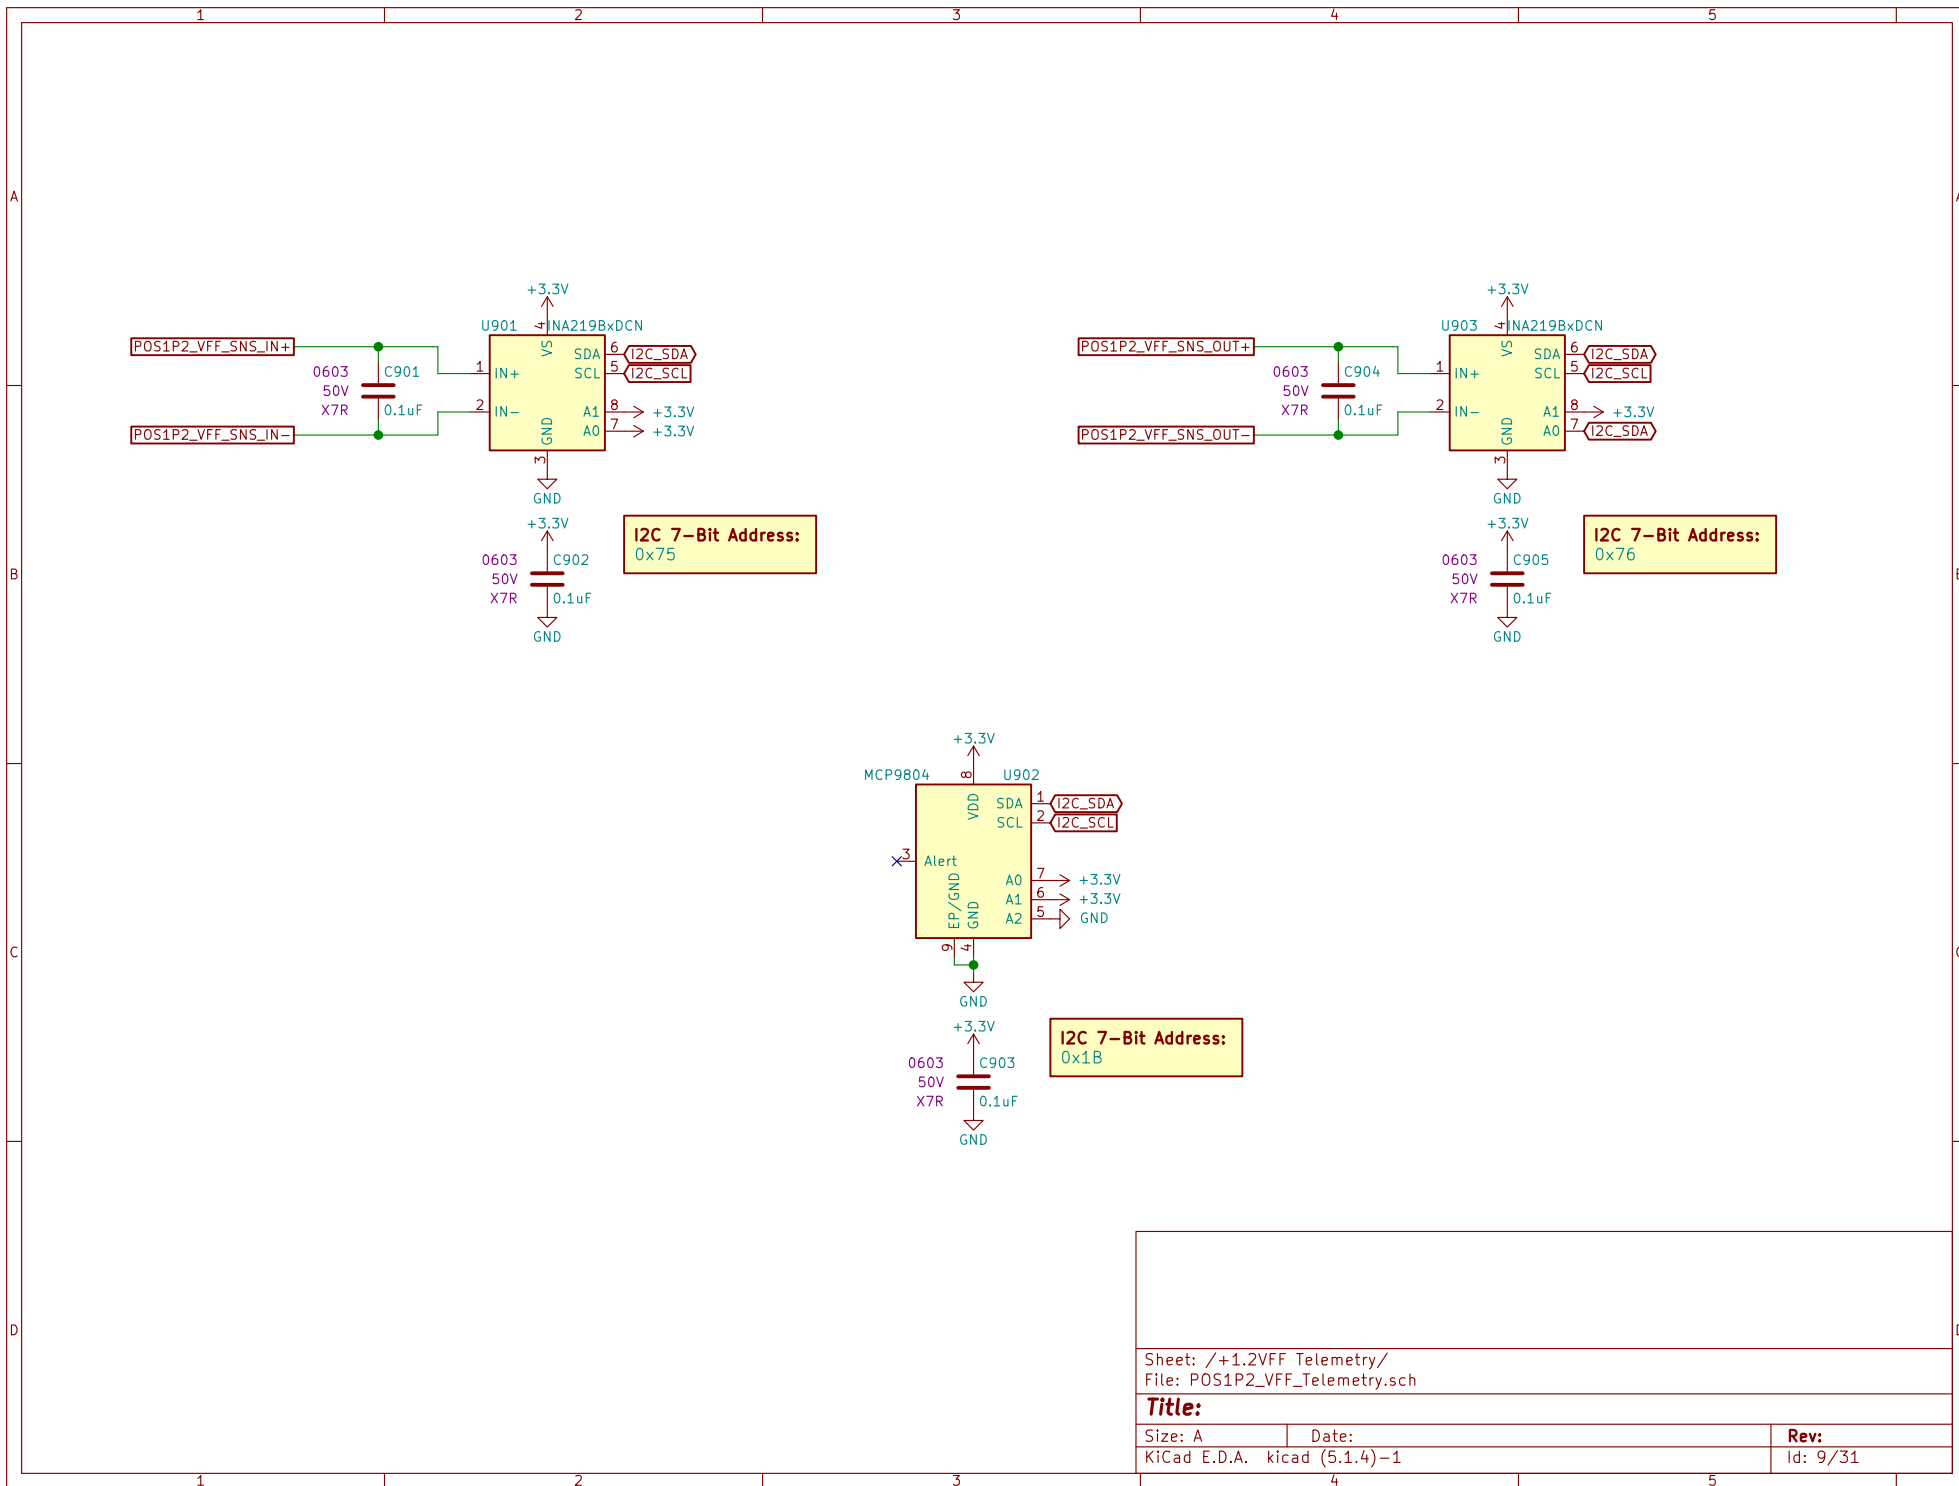 1 2 3 4 5
A
A
+3.3V
+3.3V
U901 4 INA219BxDCN
U903 4 INA219BxDCN
POS1P2_VFF_SNS_IN+
VS
SDA 6 I2C_SDA
POS1P2_VFF_SNS_OUT+
VS
SDA 6 I2C_SDA
0603 C901
1 IN+
SCL 5 I2C_SCL
0603 C904
1 IN+
SCL 5 I2C_SCL
50V
50V
X7R 0.1uF
2 IN-
A1 8 +3.3V
X7R 0.1uF
2 IN-
A1 8 +3.3V
POS1P2_VFF_SNS_IN-
GND
A0 7 +3.3V
POS1P2_VFF_SNS_OUT-
GND
A0 7 I2C_SDA
3
3
GND
GND
+3.3V
I2C 7-Bit Address:
0x75
+3.3V
I2C 7-Bit Address:
0x76
B
B
0603 C902
50V
X7R 0.1uF
GND
0603 C905
50V
X7R 0.1uF
GND
+3.3V
MCP9804 8 U902
VDD
SDA 1 I2C_SDA
SCL 2 I2C_SCL
3 Alert
A0 7 +3.3V
A1 6 +3.3V
A2 5 GND
EP/GND
GND
9 4
C
C
GND
+3.3V
I2C 7-Bit Address:
0x1B
0603 C903
50V
X7R 0.1uF
GND
D
D
Sheet: /+1.2VFF Telemetry/
File: POS1P2_VFF_Telemetry.sch
Title:
Size: A Date: Rev:
KiCad E.D.A. kicad (5.1.4)-1 Id: 9/31
1 2 3 4 5